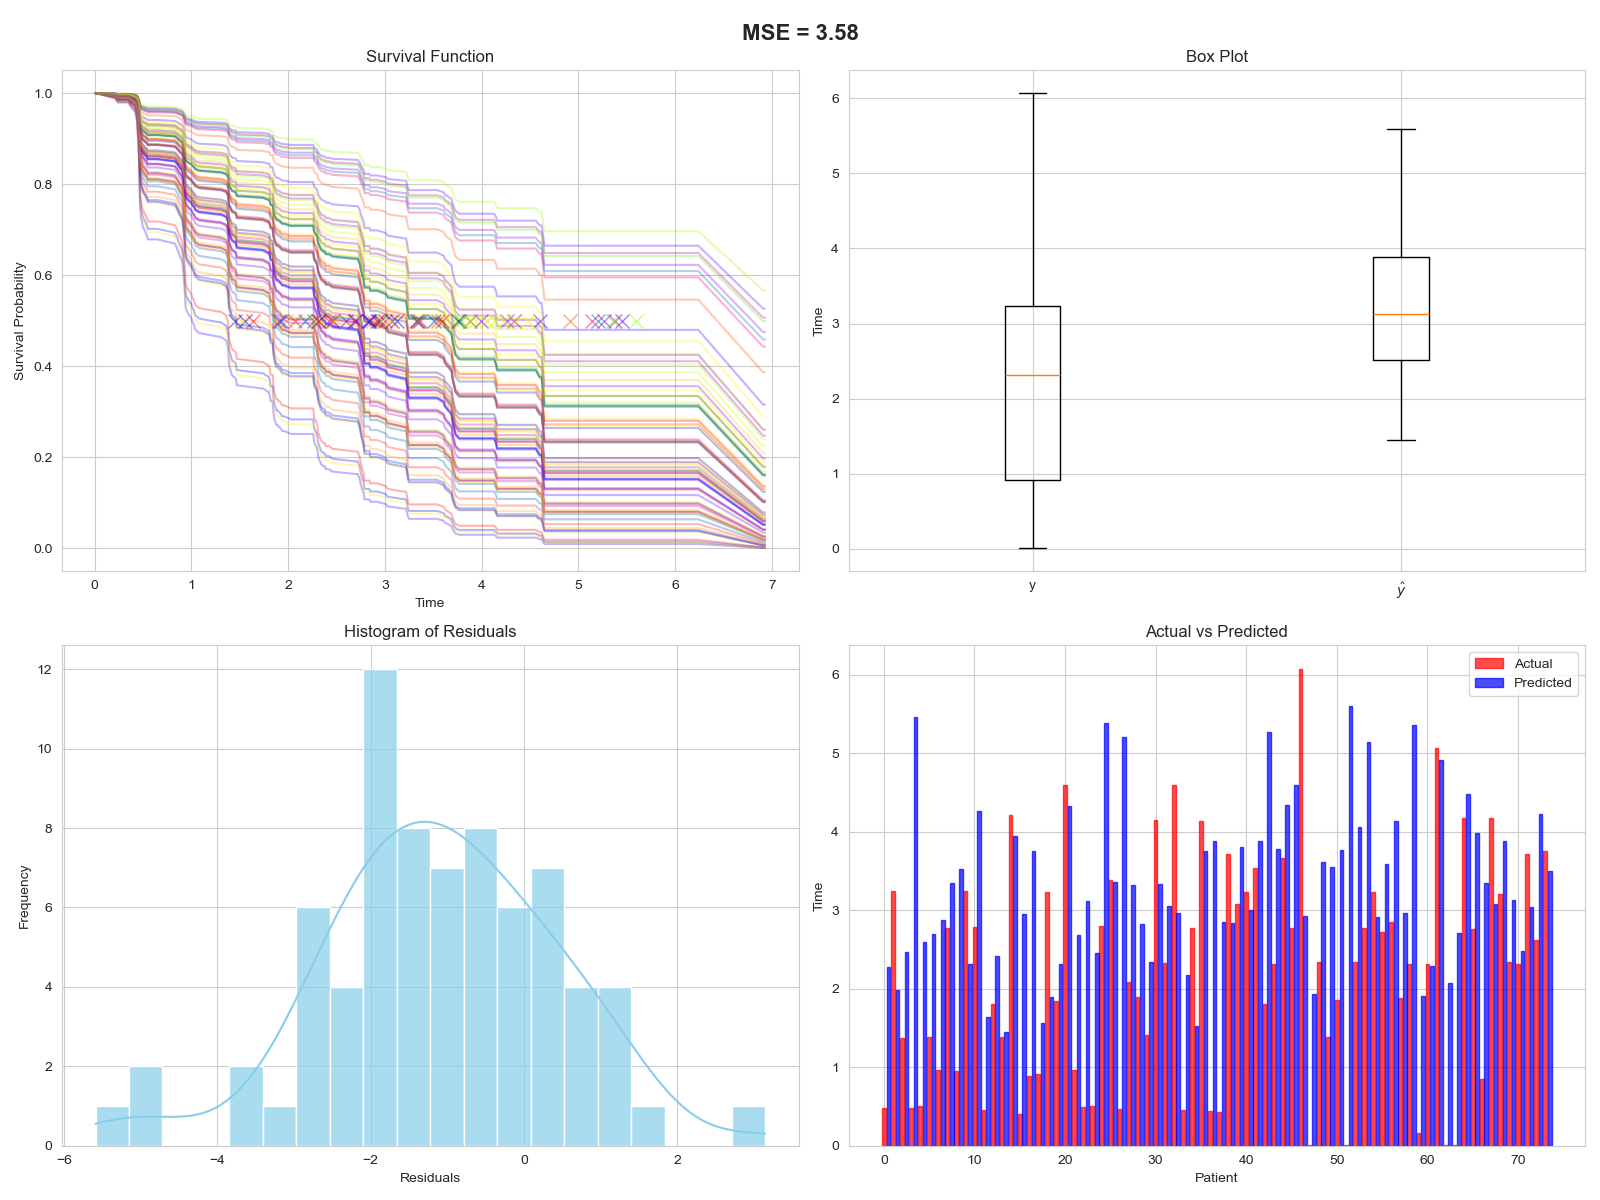 MSE = 3.58
Survival Function
1.0
0.8
0.6
0.4
0.2
0.0
Survival Probability
0 1 2 3 4 5 6 7
Time
Box Plot
6
5
4
3
2
1
0
Time
y ŷ
Histogram of Residuals
12
10
8
6
4
2
0
Frequency
−6 −4 −2 0 2
Residuals
Actual vs Predicted
Actual
Predicted
6
5
4
3
2
1
0
Time
0 10 20 30 40 50 60 70
Patient